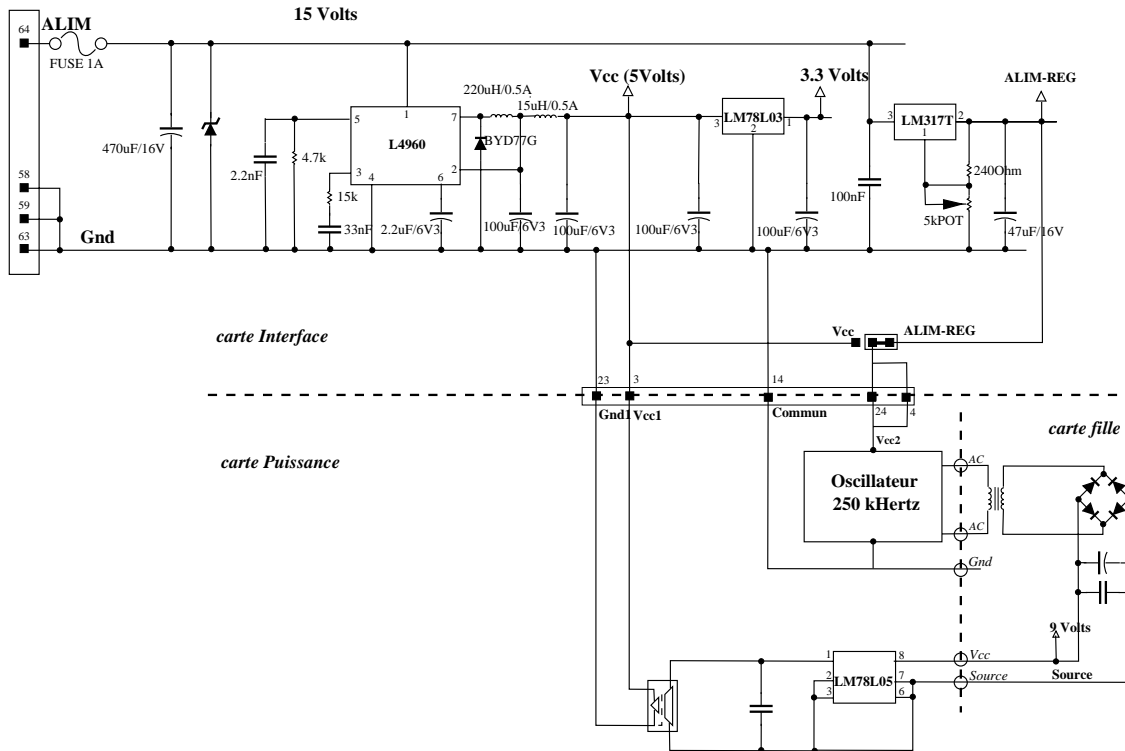 15 Volts
64
ALIM
FUSE 1A
Vcc (5Volts)
3.3 Volts
ALIM-REG
220uH/0.5A
15uH/0.5A
1
5
7
L4960
BYD77G
3
LM78L03
1
2
3
LM317T
2
1
470uF/16V
4.7k
2.2nF
3
4
6
2
15k
33nF
2.2uF/6V3
100uF/6V3
100uF/6V3
100uF/6V3
100uF/6V3
100nF
240Ohm
5kPOT
47uF/16V
58
59
63
Gnd
carte Interface
Vcc
ALIM-REG
23
3
14
Gnd1
Vcc1
Commun
24
4
carte Puissance
Vcc2
carte fille
Oscillateur
250 kHertz
AC
AC
Gnd
9 Volts
1
8
Vcc
Source
2
LM78L05
7
Source
3
6